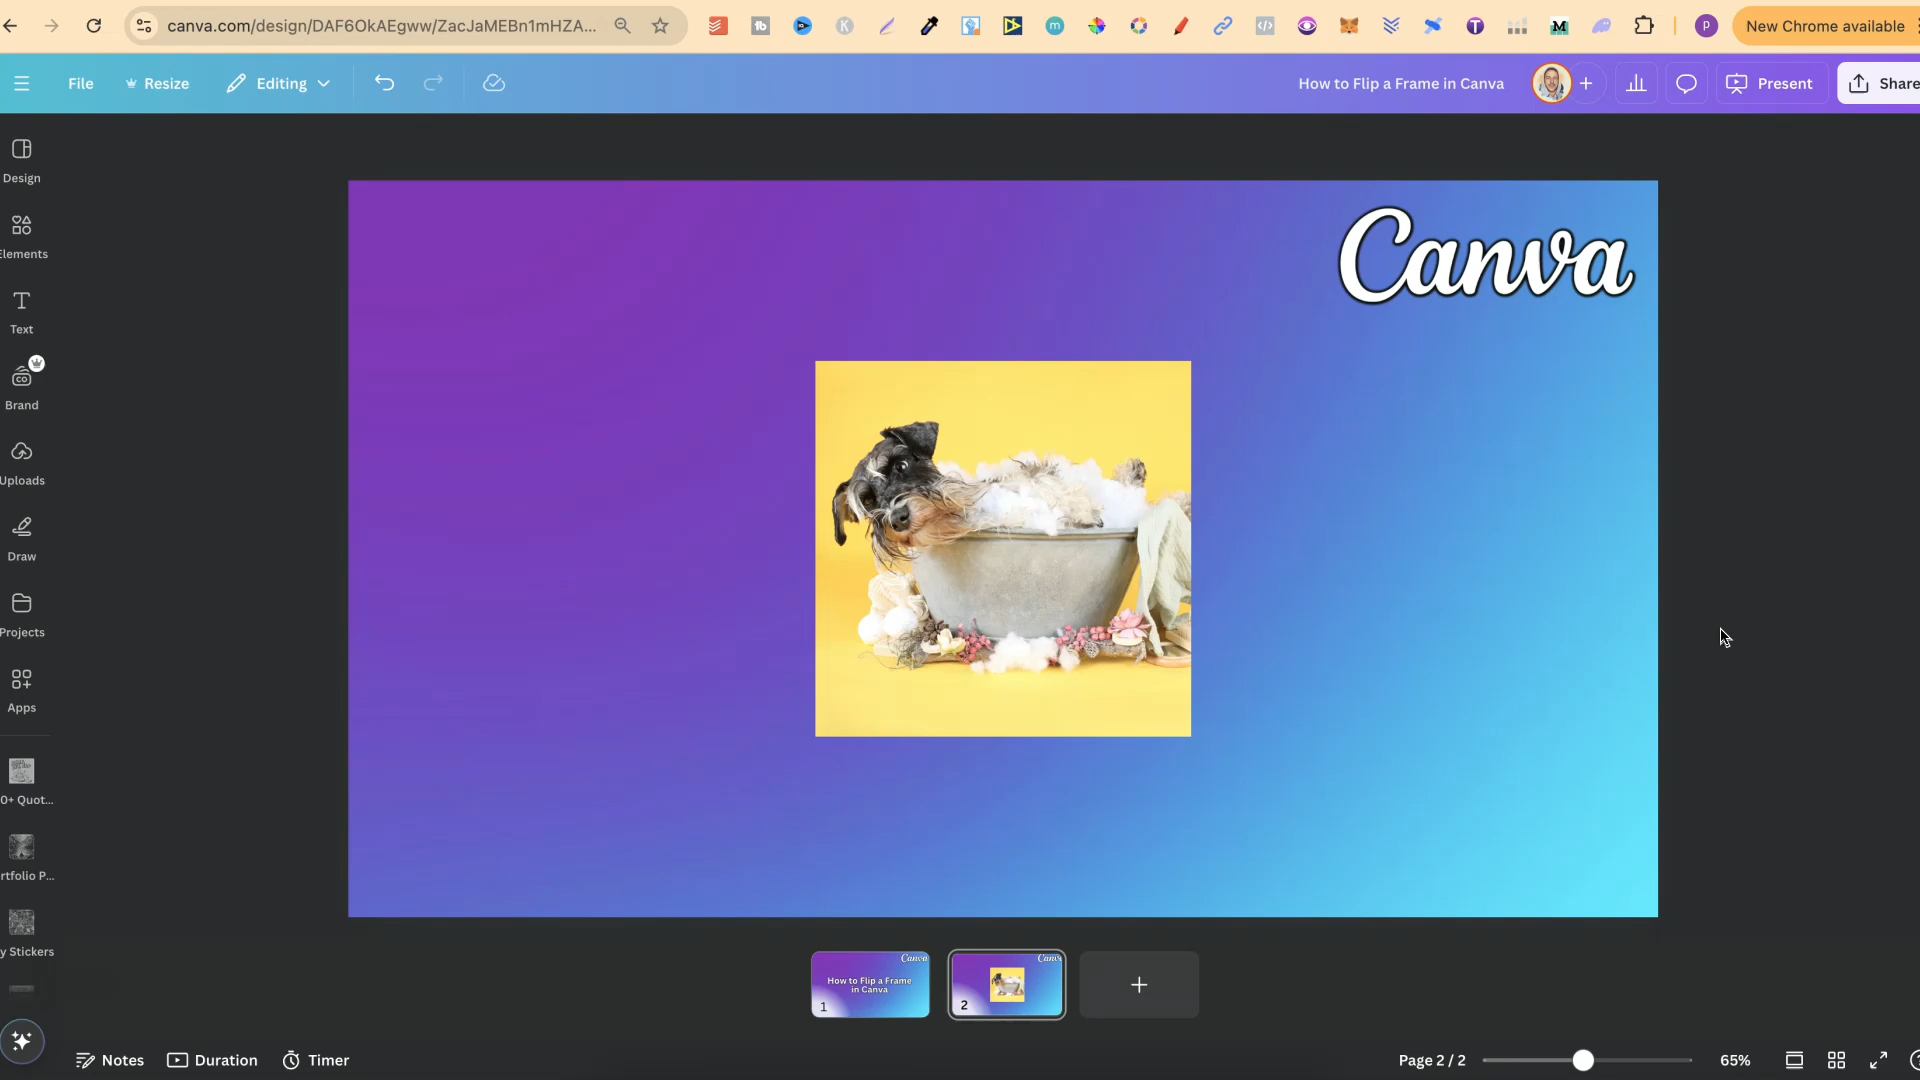 canva.com/design/DAF6OkAEgww/ZacJaMEBn1mHZA...
New Chrome available
File
Resize
Editing
How to Flip a Frame in Canva
Present
Share
Design
Elements
Text
Brand
Uploads
Draw
Projects
Apps
0+ Quot...
rtfolio P...
y Stickers
Canva
Canva
How to Flip a Frame
in Canva
1
Canva
2
Notes
Duration
Timer
Page 2 / 2
65%